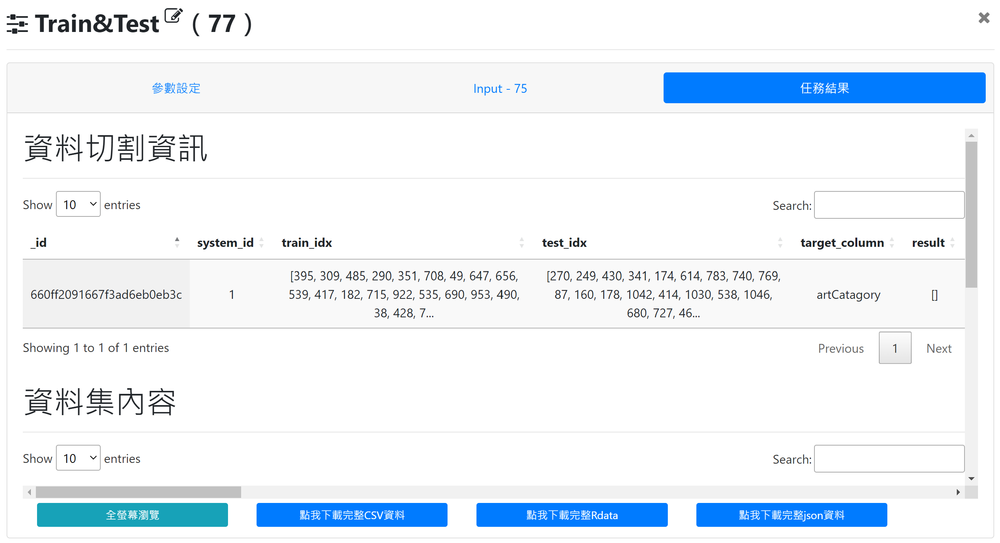 Train&Test ( 77 )
參數設定 Input - 75 任務結果
資料切割資訊
Show 10 entries Search:
_id system_id train_idx test_idx target_column result
660ff2091667f3ad6eb0eb3c 1 [395, 309, 485, 290, 351, 708, 49, 647, 656, 539, 417, 182, 715, 922, 535, 690, 953, 490, 38, 428, 7... [270, 249, 430, 341, 174, 614, 783, 740, 769, 87, 160, 178, 1042, 414, 1030, 538, 1046, 680, 727, 46... artCatagory []
Showing 1 to 1 of 1 entries Previous 1 Next
資料集內容
Show 10 entries Search:
全螢幕瀏覽 點我下載完整CSV資料 點我下載完整Rdata 點我下載完整json資料